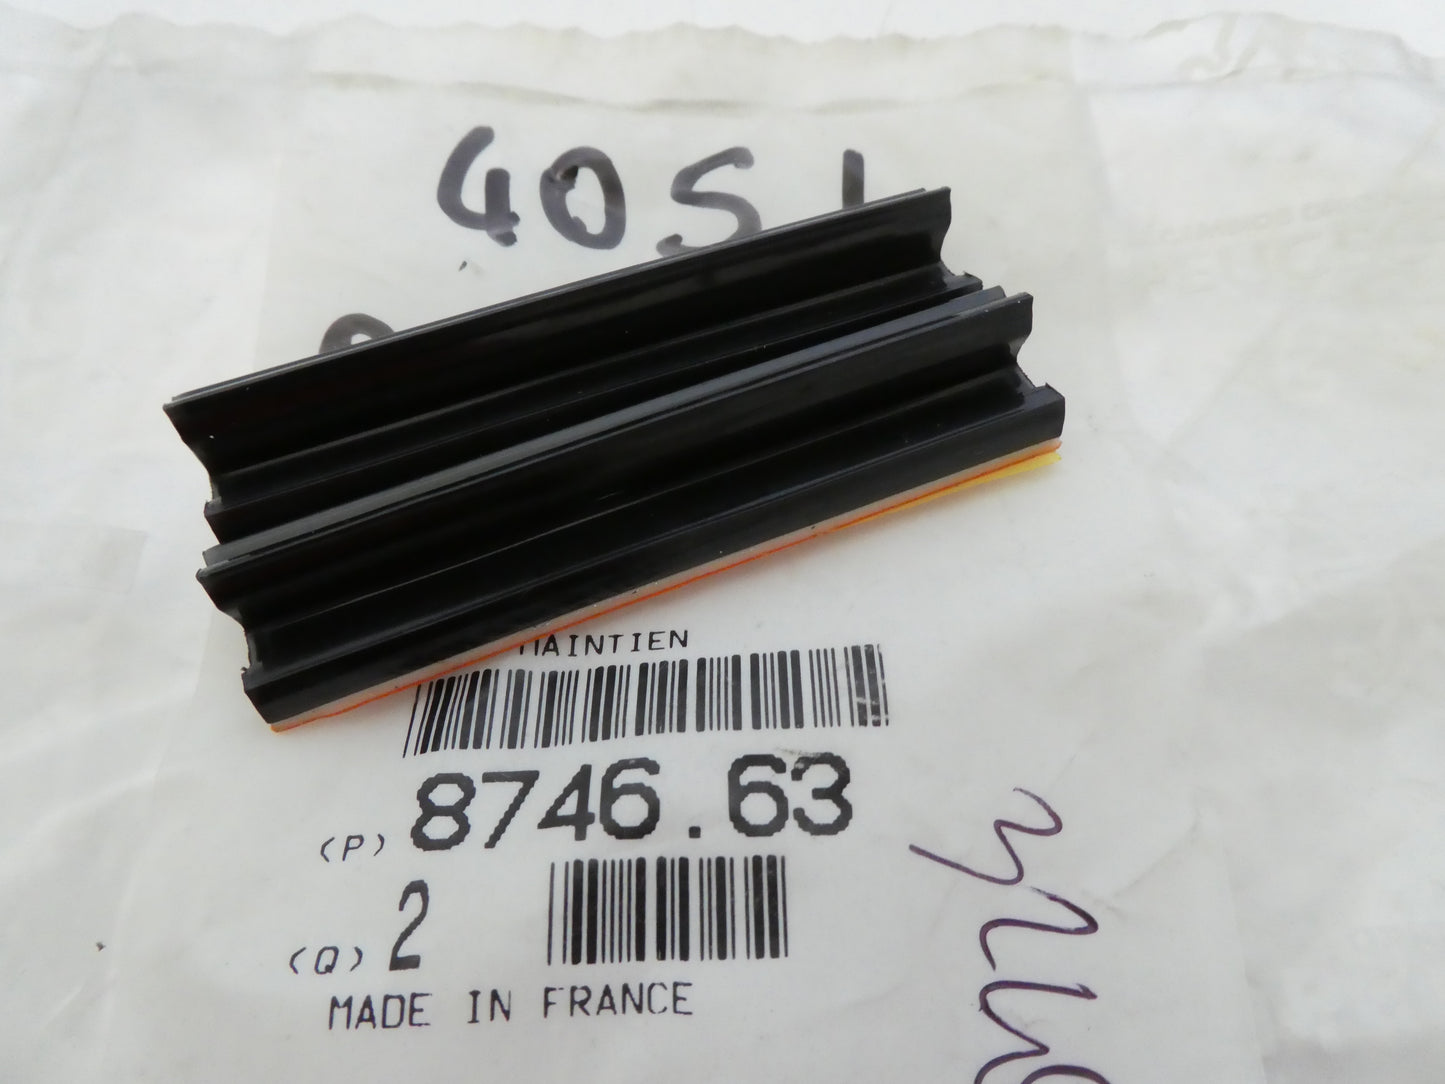 405 I
MAINTIEN
(P) 8746.63
(Q) 2
MADE IN FRANCE